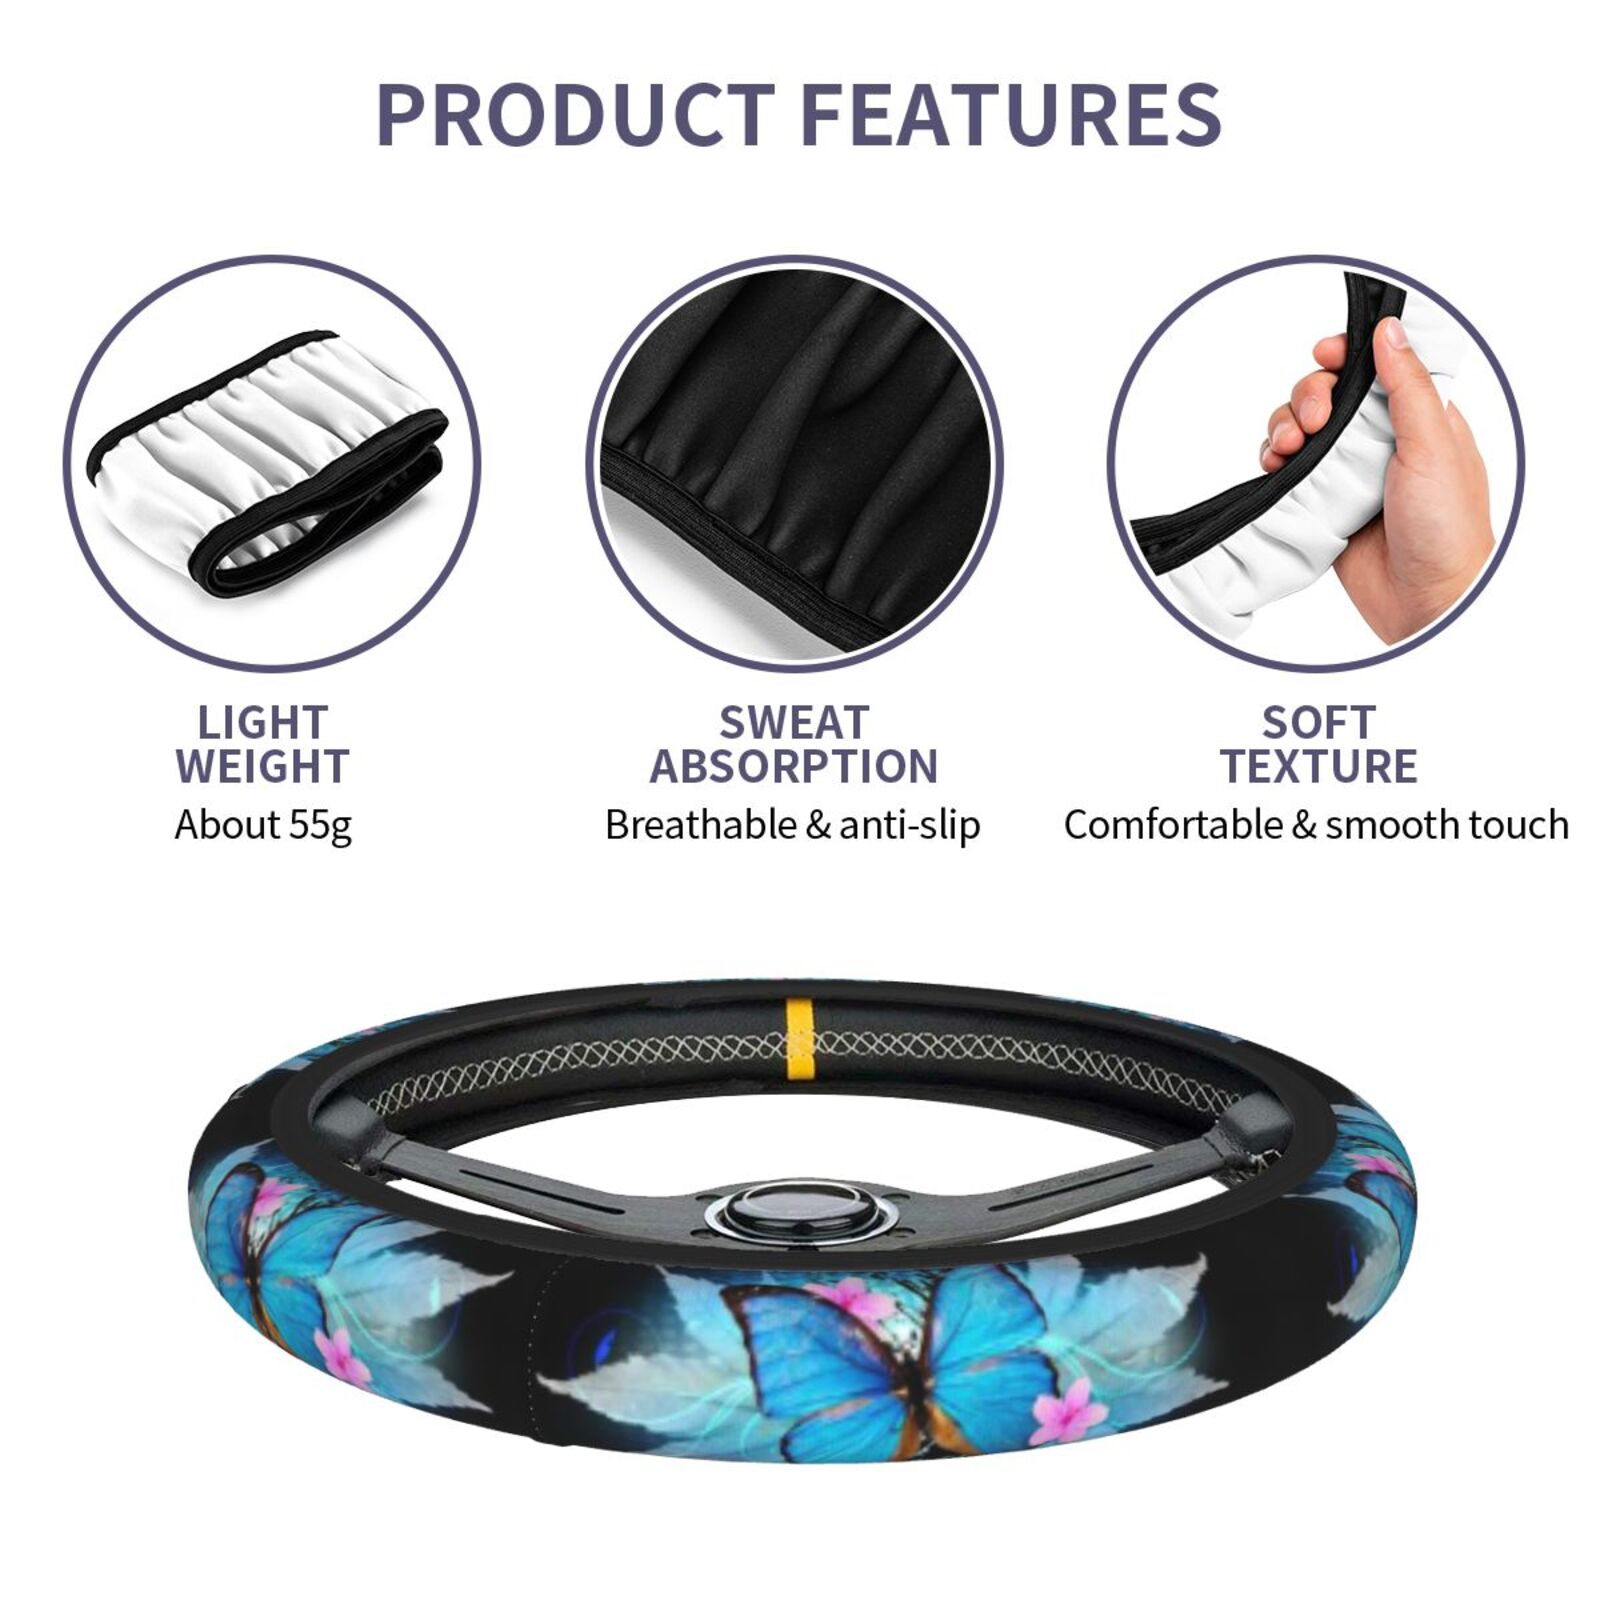 PRODUCT FEATURES
LIGHT
WEIGHT
About 55g
SWEAT
ABSORPTION
Breathable & anti-slip
SOFT
TEXTURE
Comfortable & smooth touch